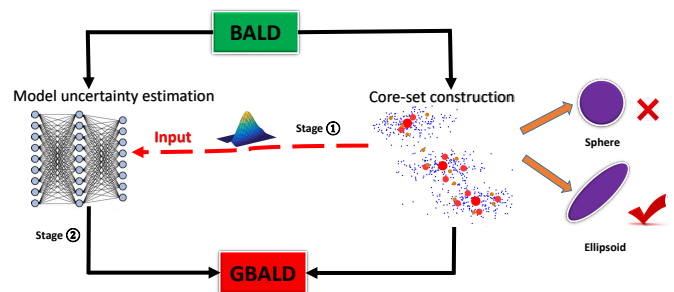 BALD
Model uncertainty estimation
Core-set construction
Input
Stage ①
Sphere
Stage ②
Ellipsoid
GBALD